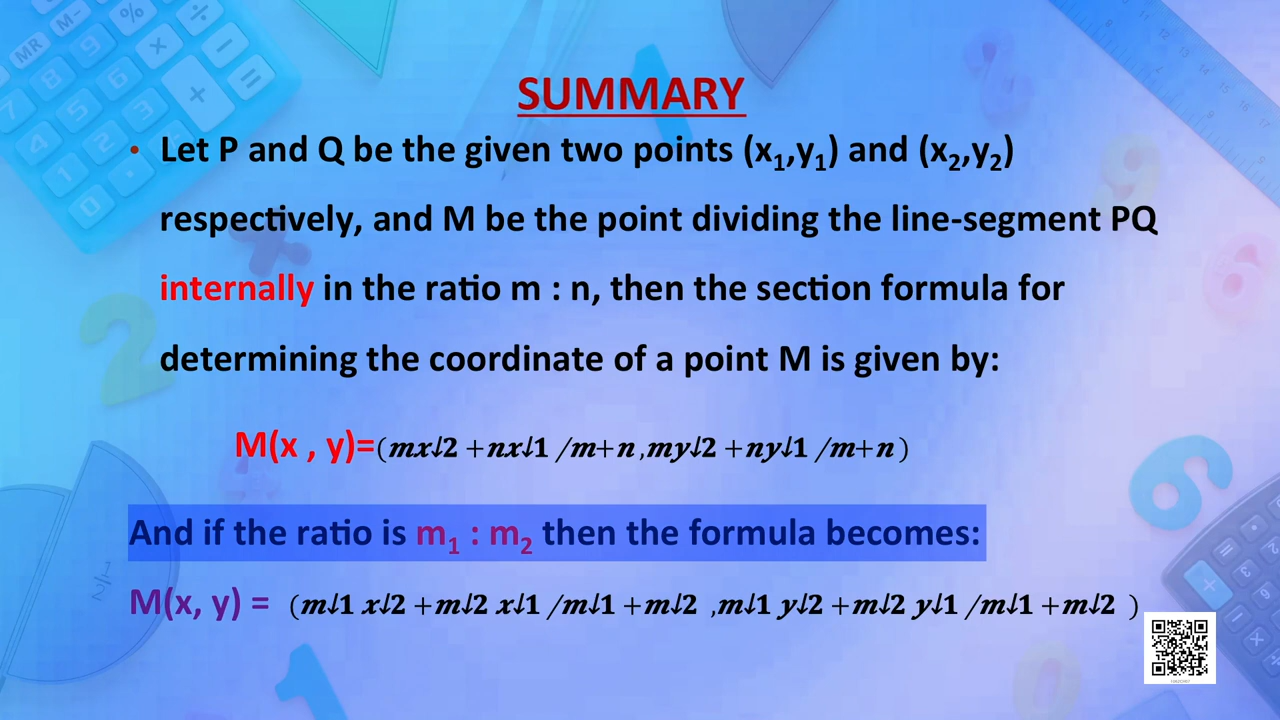 SUMMARY
• Let P and Q be the given two points (x₁,y₁) and (x₂,y₂)
respectively, and M be the point dividing the line-segment PQ
internally in the ratio m : n, then the section formula for
determining the coordinate of a point M is given by:
M(x , y)=(mx↓2 +nx↓1 /m+n ,my↓2 +ny↓1 /m+n )
And if the ratio is m₁ : m₂ then the formula becomes:
M(x, y) = (m↓1 x↓2 +m↓2 x↓1 /m↓1 +m↓2 ,m↓1 y↓2 +m↓2 y↓1 /m↓1 +m↓2 )